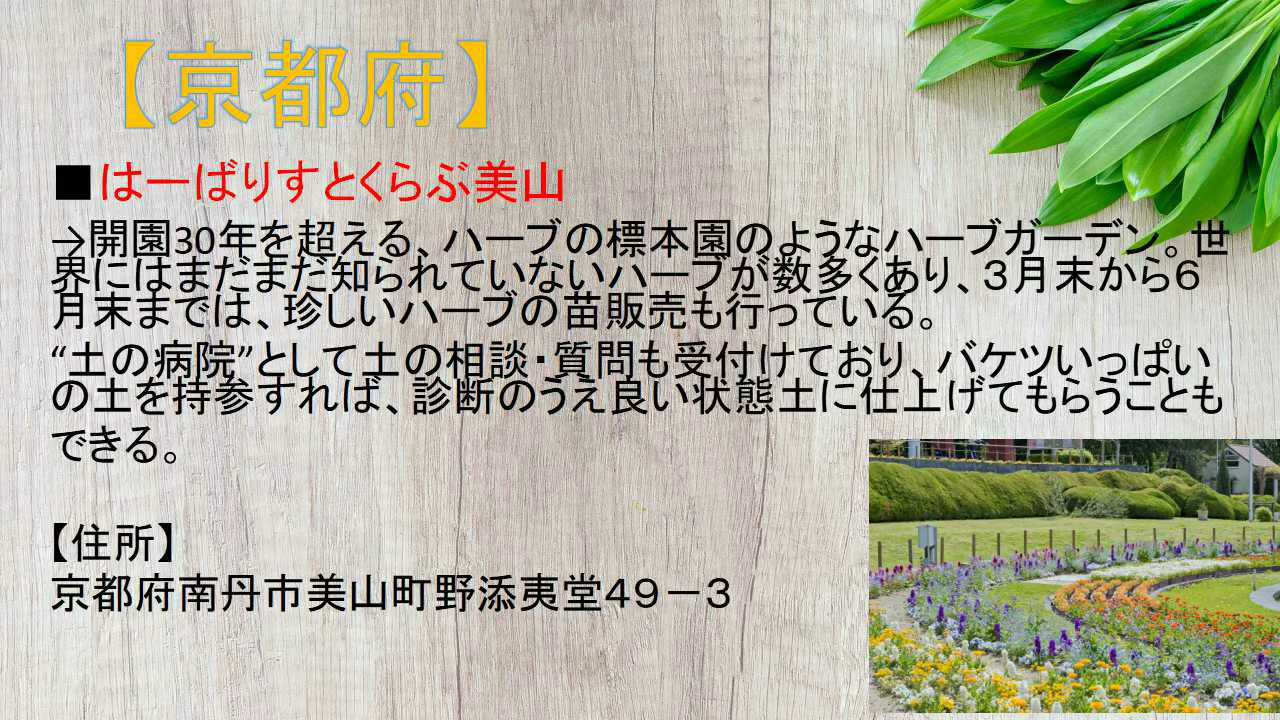 【京都府】
■はーばりすとくらぶ美山
→開園30年を超える、ハーブの標本園のようなハーブガーデン。世
界にはまだまだ知られていないハーブが数多くあり、３月末から６
月末までは、珍しいハーブの苗販売も行っている。
“土の病院”として土の相談・質問も受付けており、バケツいっぱい
の土を持参すれば、診断のうえ良い状態土に仕上げてもらうことも
できる。
【住所】
京都府南丹市美山町野添夷堂４９－３